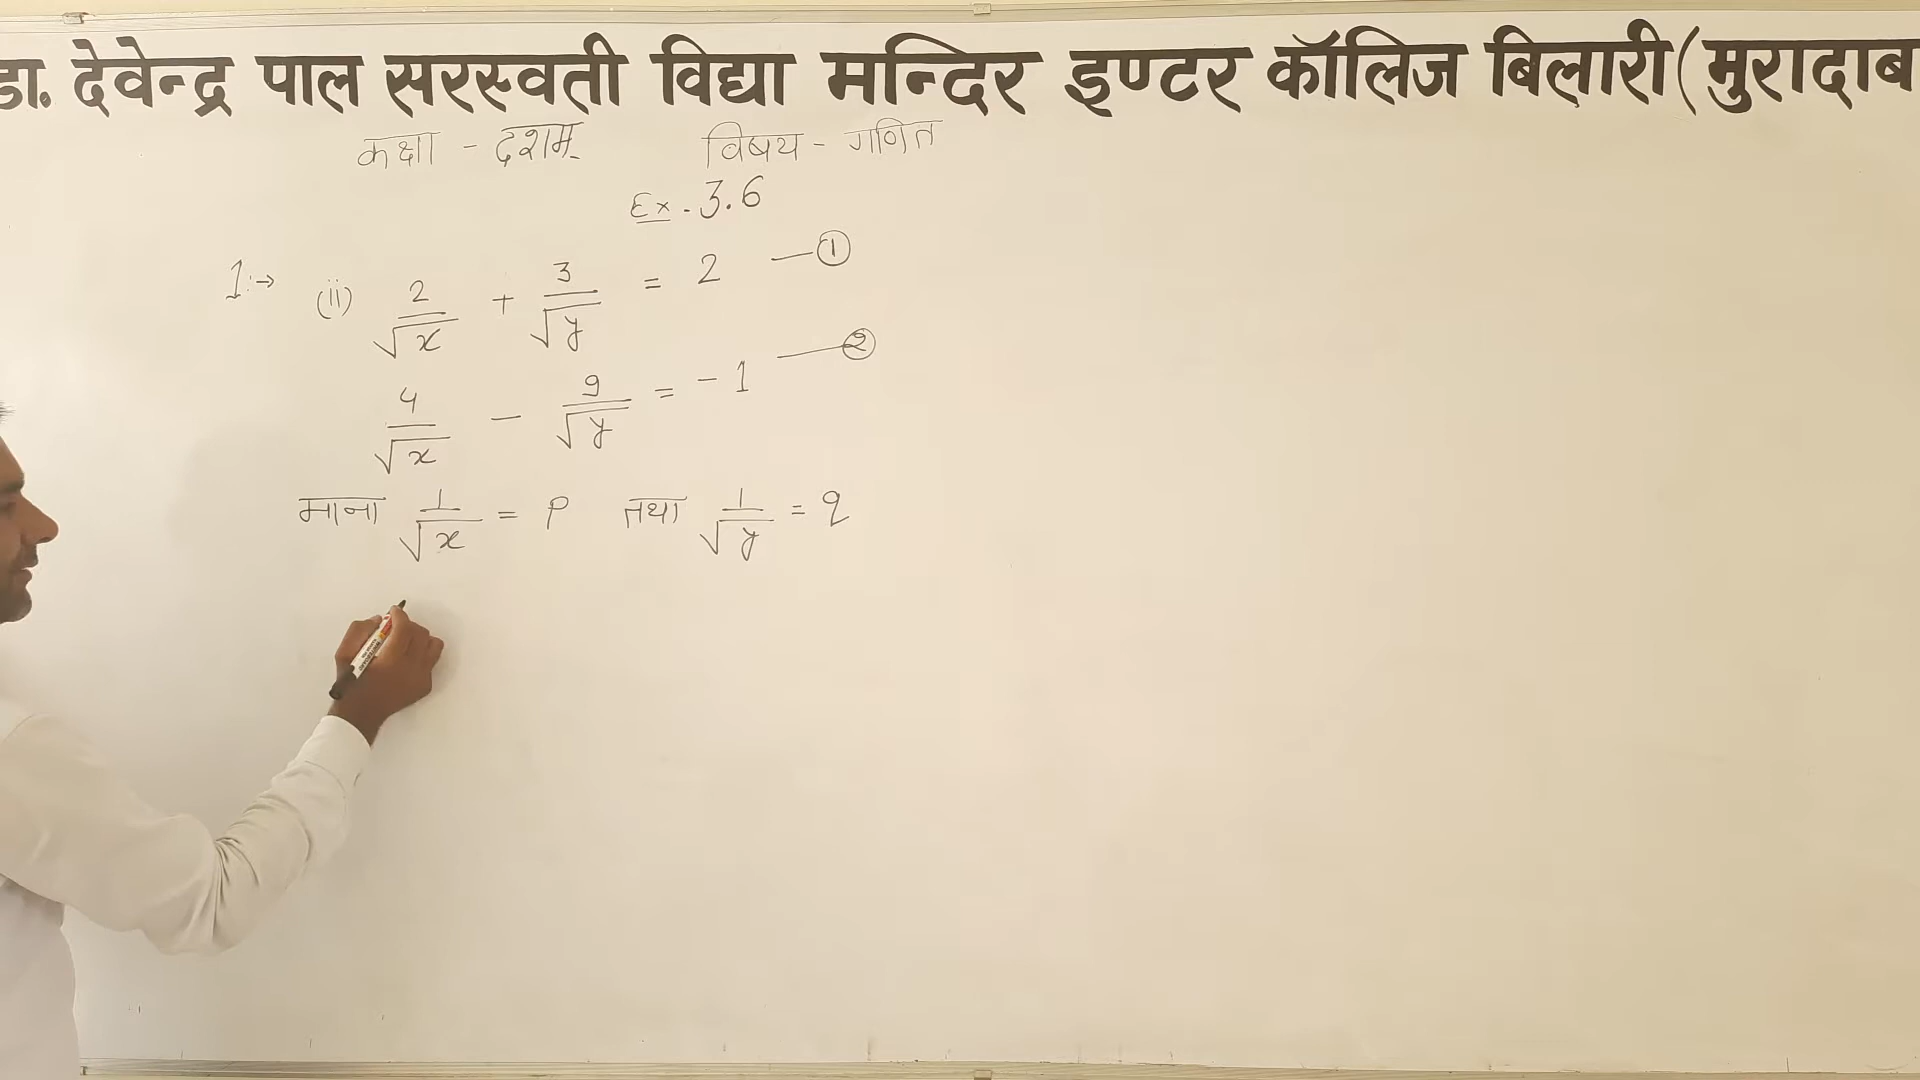 डा. देवेन्द्र पाल सरस्वती विद्या मन्दिर इण्टर कॉलिज बिलारी (मुरादाब
कक्षा - दशम् विषय - गणित
Ex. 3.6
1:→ (ii) 2/√x + 3/√y = 2 —①
4/√x - 9/√y = -1 —②
माना 1/√x = P तथा 1/√y = q